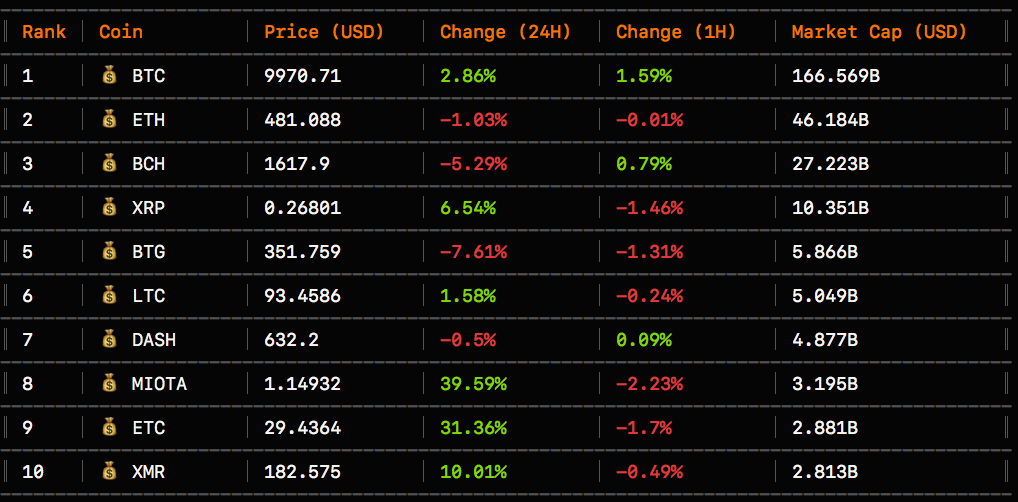 Rank Coin Price (USD) Change (24H) Change (1H) Market Cap (USD)
1 💰 BTC 9970.71 2.86% 1.59% 166.569B
2 💰 ETH 481.088 −1.03% −0.01% 46.184B
3 💰 BCH 1617.9 −5.29% 0.79% 27.223B
4 💰 XRP 0.26801 6.54% −1.46% 10.351B
5 💰 BTG 351.759 −7.61% −1.31% 5.866B
6 💰 LTC 93.4586 1.58% −0.24% 5.049B
7 💰 DASH 632.2 −0.5% 0.09% 4.877B
8 💰 MIOTA 1.14932 39.59% −2.23% 3.195B
9 💰 ETC 29.4364 31.36% −1.7% 2.881B
10 💰 XMR 182.575 10.01% −0.49% 2.813B